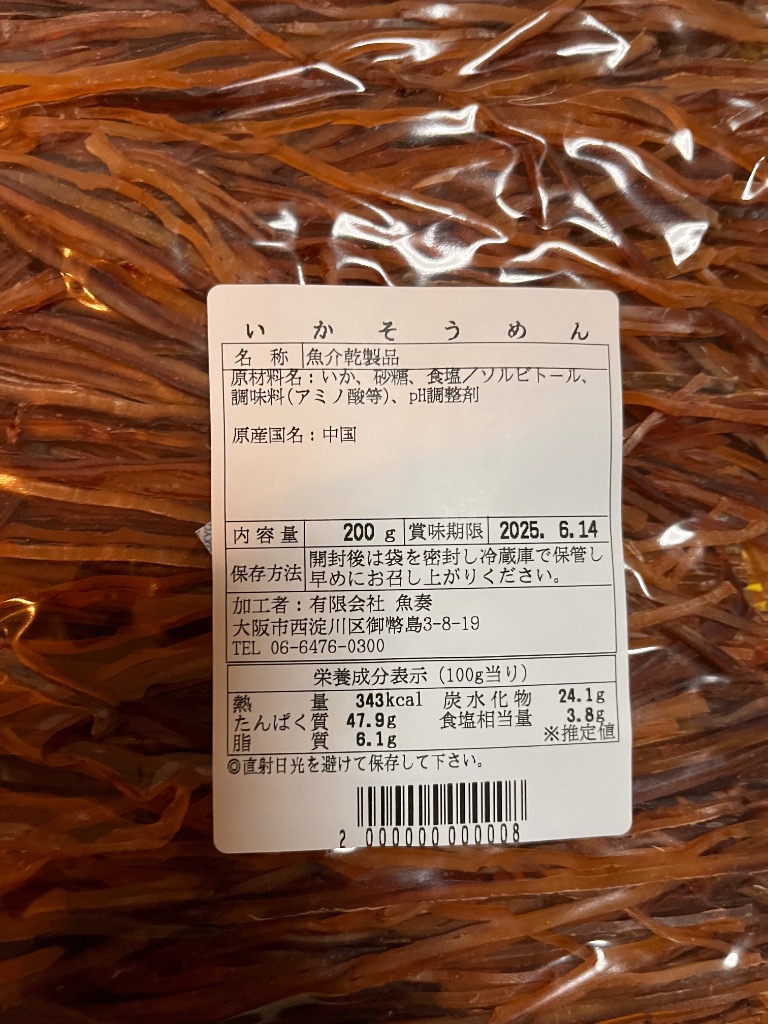 いかそうめん
名称 魚介乾製品
原材料名：いか、砂糖、食塩／ソルビトール、
調味料(アミノ酸等)、pH調整剤
原産国名：中国
内容量 200 g 賞味期限 2025. 6.14
保存方法 開封後は袋を密封し冷蔵庫で保管し
早めにお召し上がりください。
加工者：有限会社 魚奏
大阪市西淀川区御幣島3-8-19
TEL 06-6476-0300
栄養成分表示（100g当り）
熱量 343kcal 炭水化物 24.1g
たんぱく質 47.9g 食塩相当量 3.8g
脂質 6.1g ※推定値
◎直射日光を避けて保存して下さい。
2 000000 000008